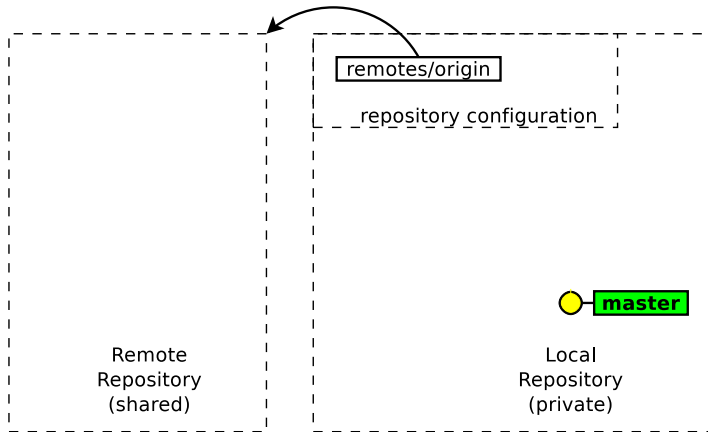 remotes/origin
repository configuration
master
Remote
Repository
(shared)
Local
Repository
(private)